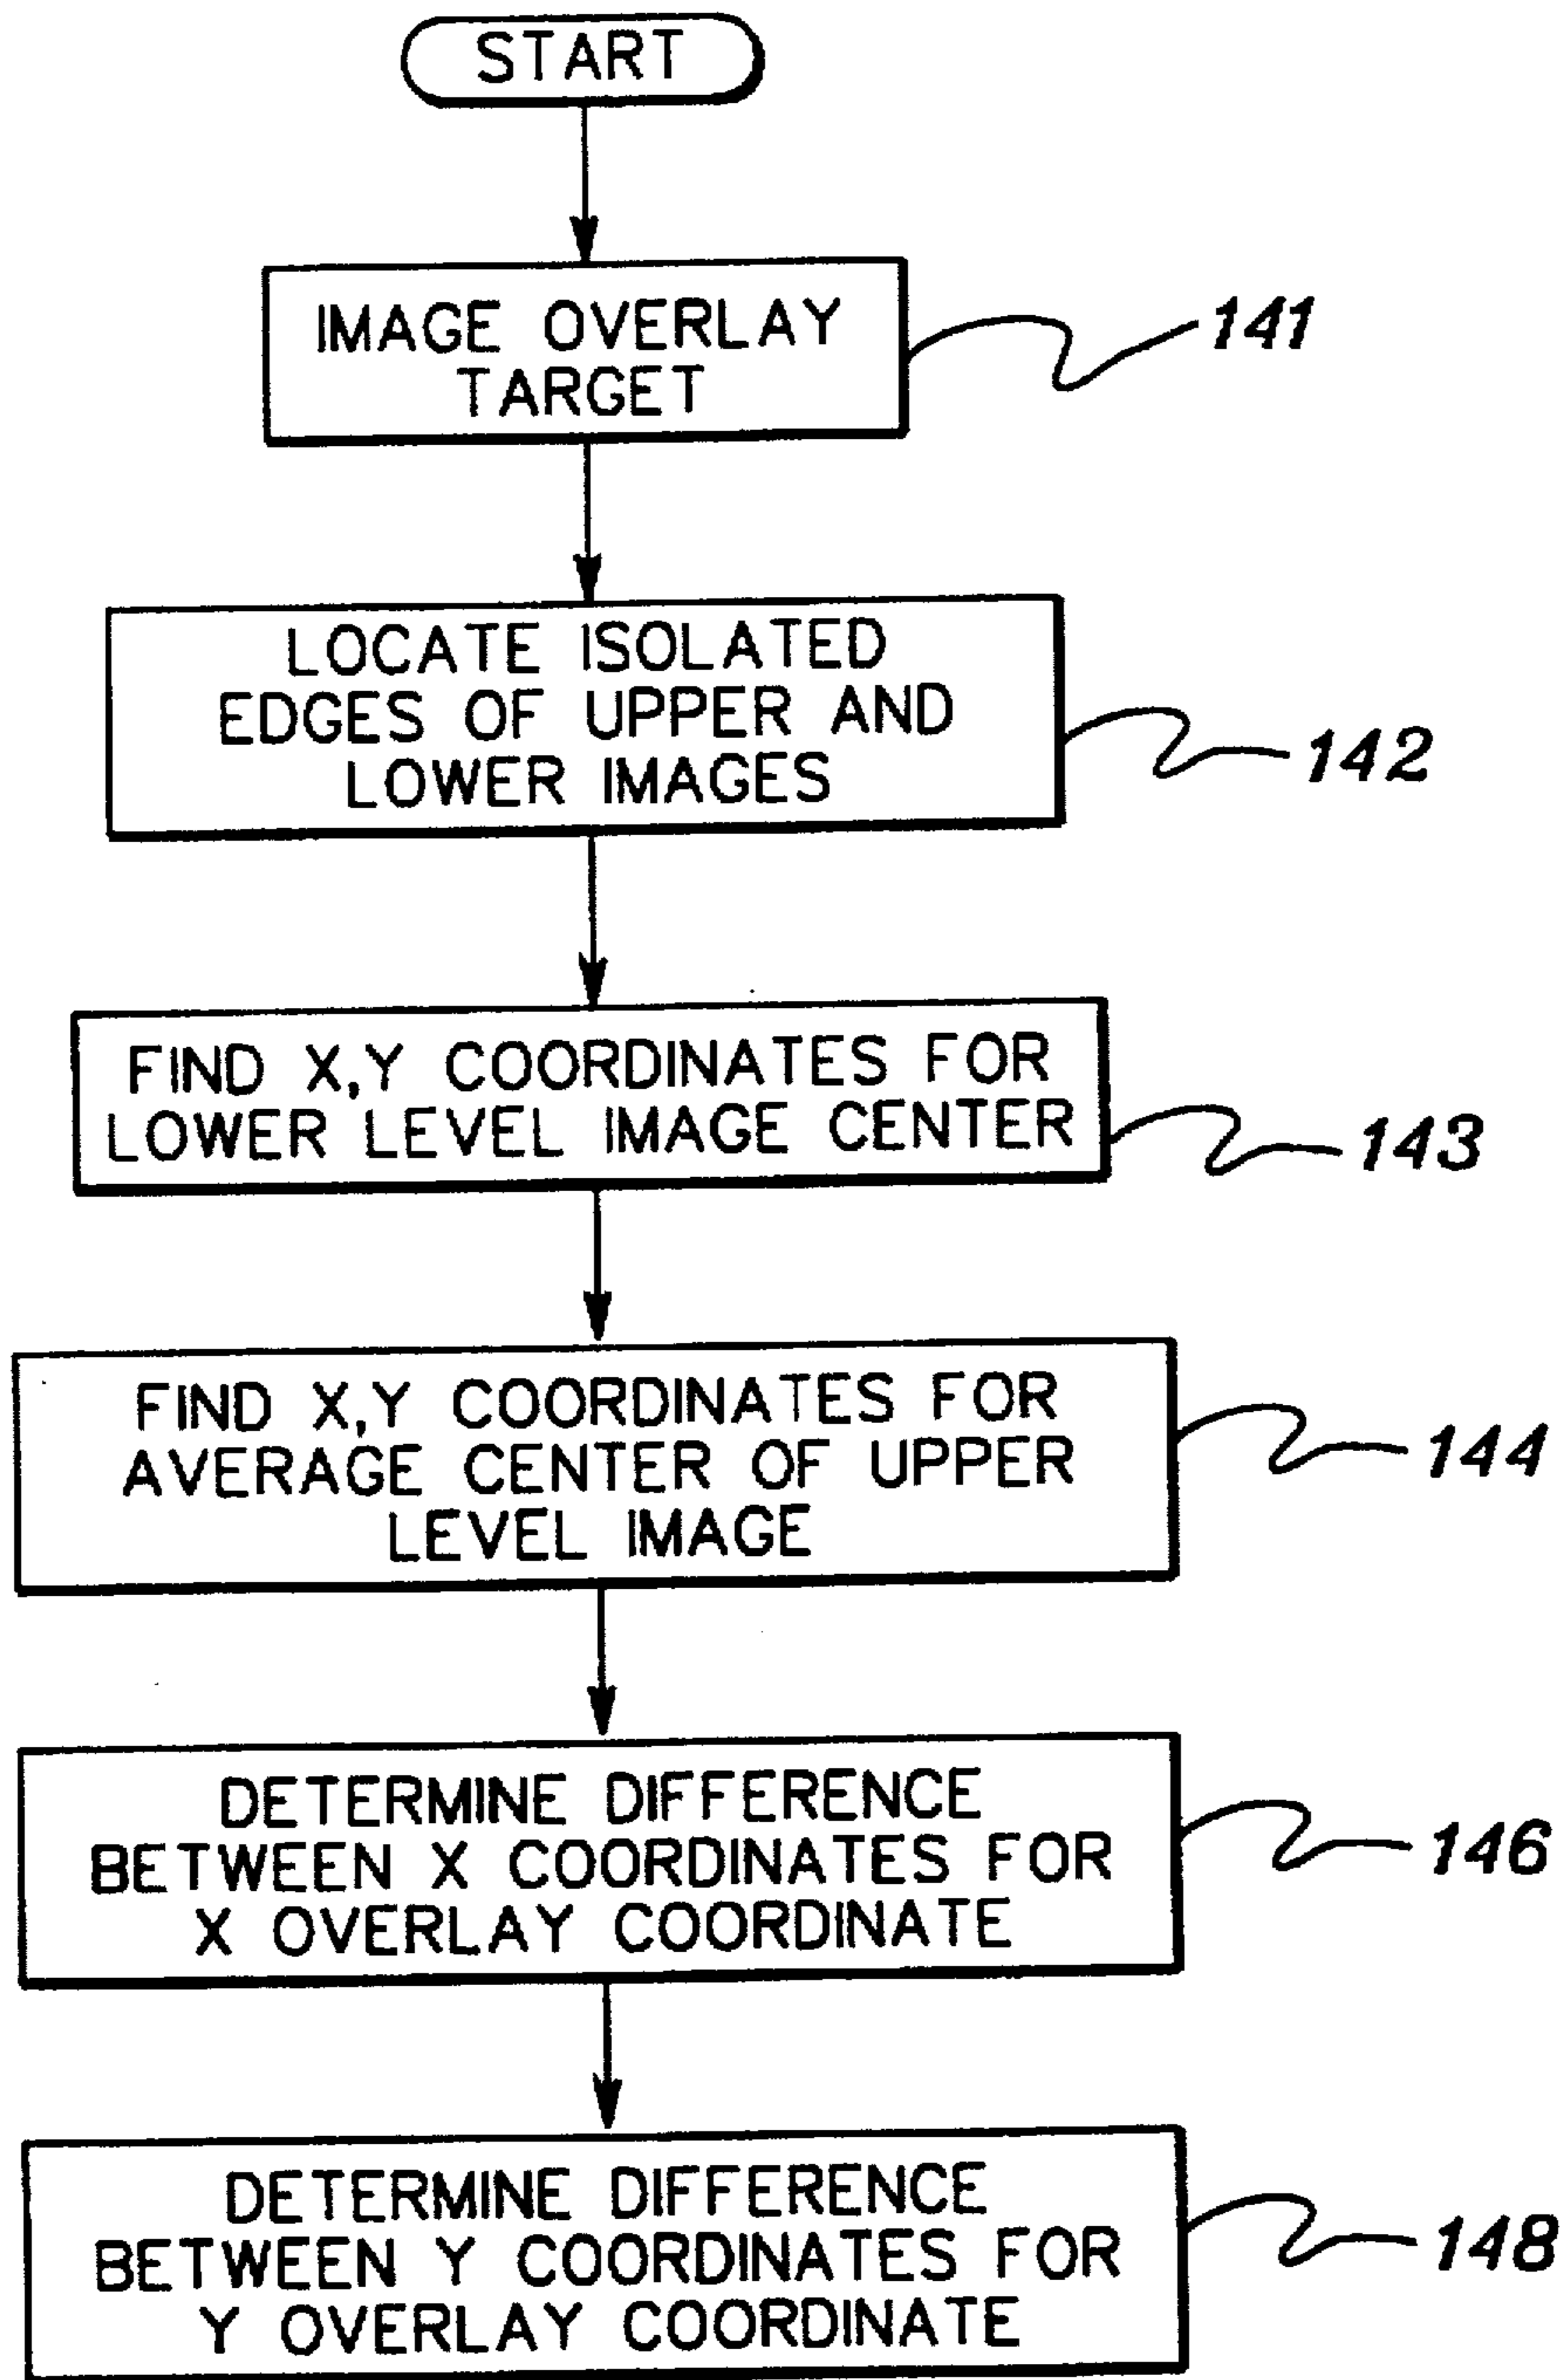 START
IMAGE OVERLAY
TARGET
141
LOCATE ISOLATED
EDGES OF UPPER AND
LOWER IMAGES
142
FIND X,Y COORDINATES FOR
LOWER LEVEL IMAGE CENTER
143
FIND X,Y COORDINATES FOR
AVERAGE CENTER OF UPPER
LEVEL IMAGE
144
DETERMINE DIFFERENCE
BETWEEN X COORDINATES FOR
X OVERLAY COORDINATE
146
DETERMINE DIFFERENCE
BETWEEN Y COORDINATES FOR
Y OVERLAY COORDINATE
148